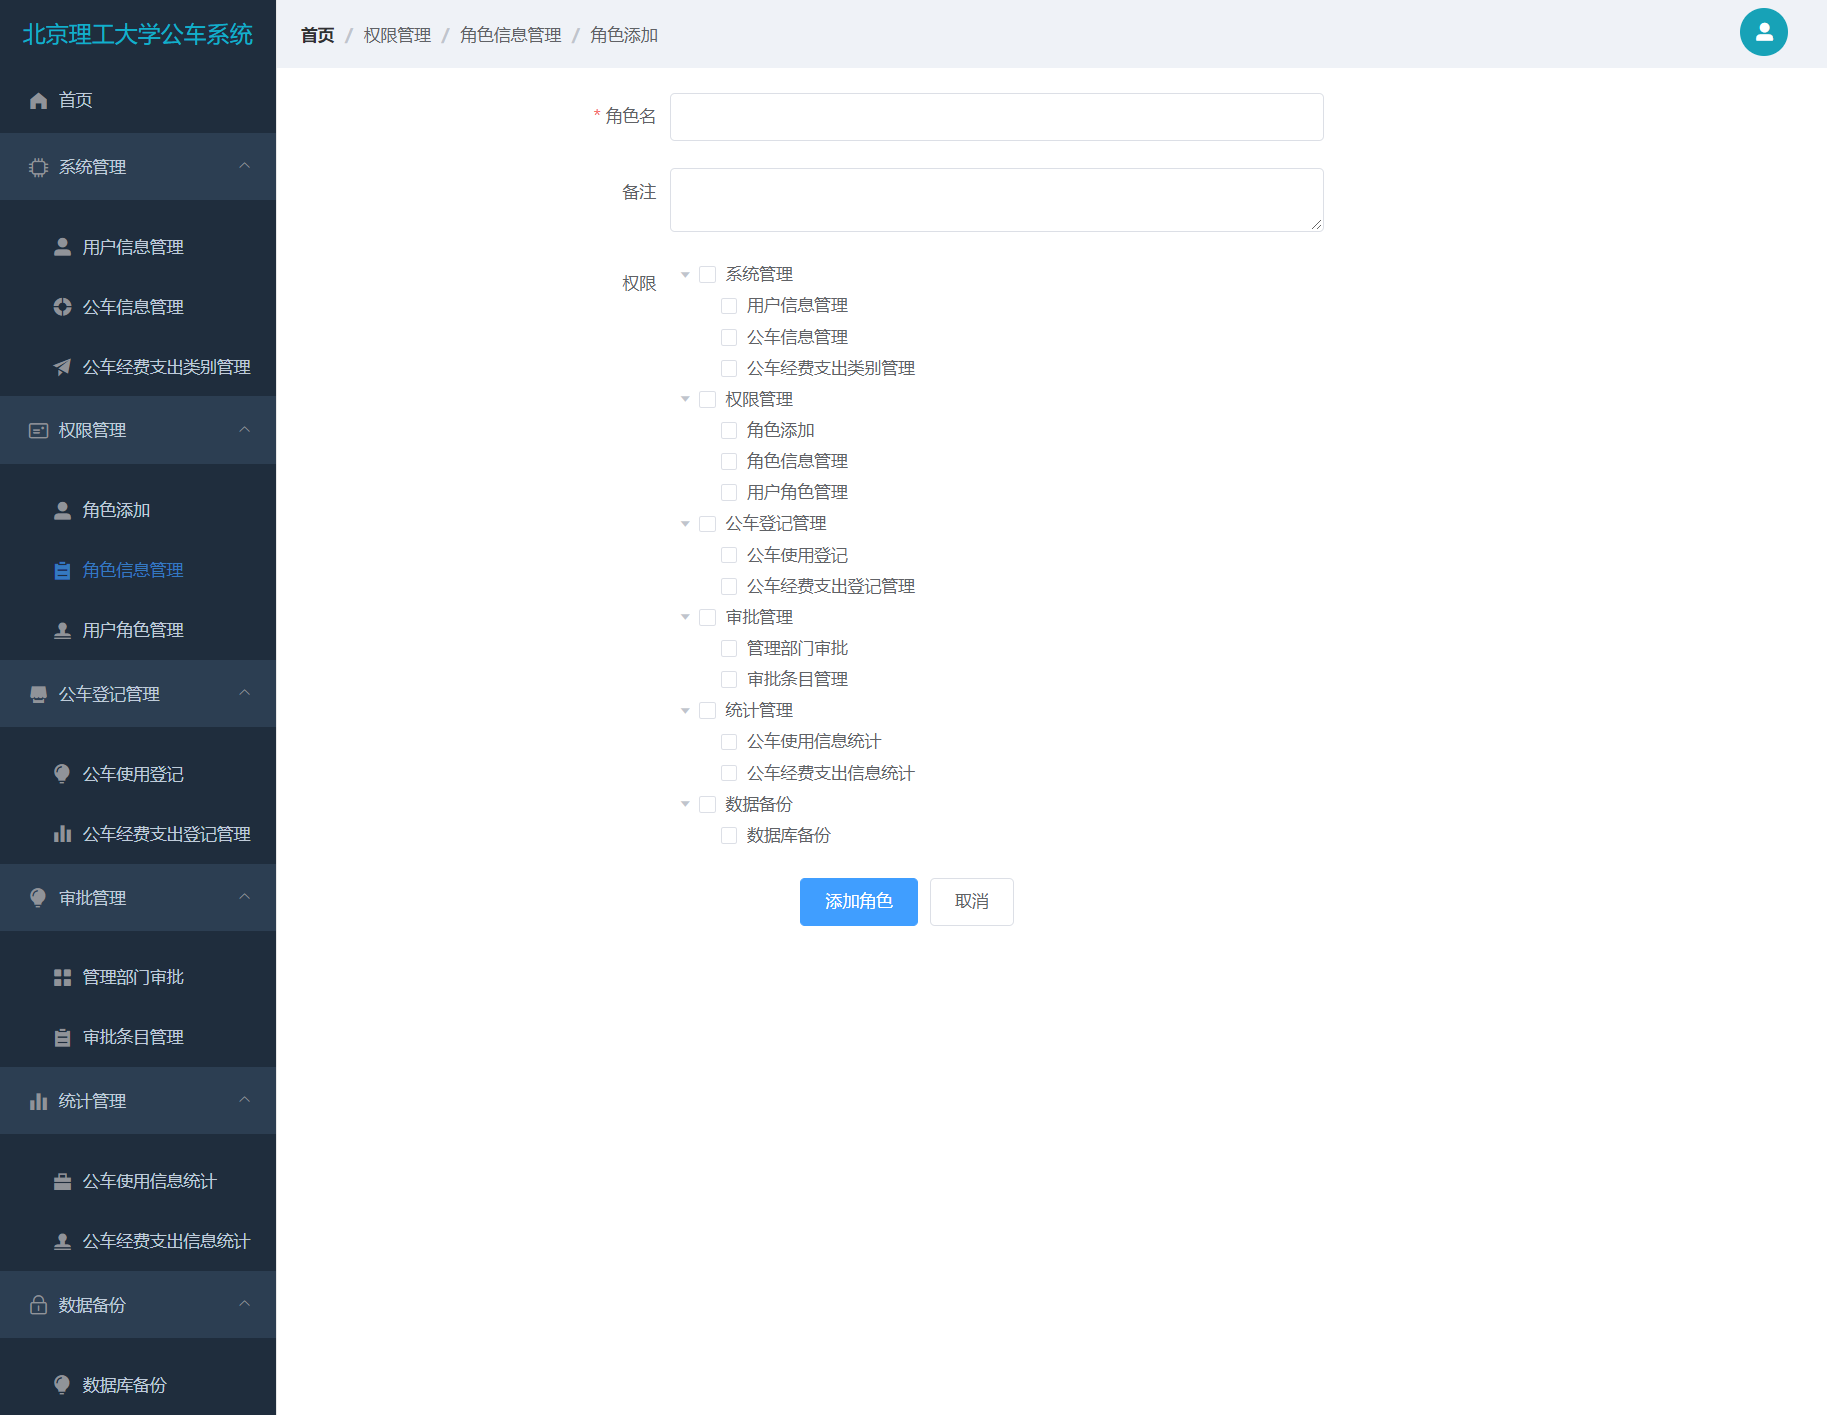 北京理工大学公车系统
首页
系统管理
用户信息管理
公车信息管理
公车经费支出类别管理
权限管理
角色添加
角色信息管理
用户角色管理
公车登记管理
公车使用登记
公车经费支出登记管理
审批管理
管理部门审批
审批条目管理
统计管理
公车使用信息统计
公车经费支出信息统计
数据备份
数据库备份
首页 / 权限管理 / 角色信息管理 / 角色添加
* 角色名
备注
权限
系统管理
用户信息管理
公车信息管理
公车经费支出类别管理
权限管理
角色添加
角色信息管理
用户角色管理
公车登记管理
公车使用登记
公车经费支出登记管理
审批管理
管理部门审批
审批条目管理
统计管理
公车使用信息统计
公车经费支出信息统计
数据备份
数据库备份
添加角色 取消